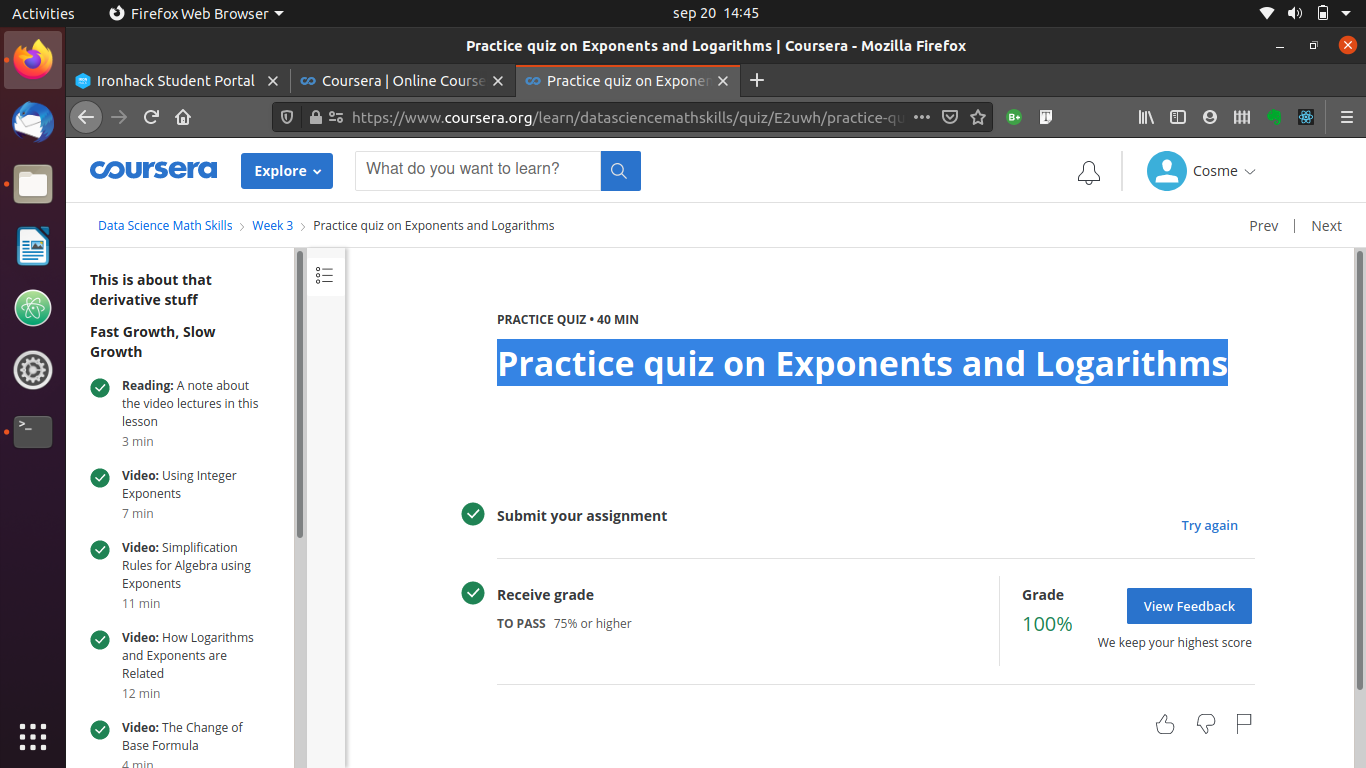 Activities
Firefox Web Browser
sep 20 14:45
Practice quiz on Exponents and Logarithms | Coursera - Mozilla Firefox
Ironhack Student Portal
Coursera | Online Course
Practice quiz on Exponen
https://www.coursera.org/learn/datasciencemathskills/quiz/E2uwh/practice-qu
B+
T
coursera
Explore
What do you want to learn?
Cosme
Data Science Math Skills
Week 3
Practice quiz on Exponents and Logarithms
Prev
Next
This is about that
derivative stuff
Fast Growth, Slow
Growth
Reading: A note about
the video lectures in this
lesson
3 min
Video: Using Integer
Exponents
7 min
Video: Simplification
Rules for Algebra using
Exponents
11 min
Video: How Logarithms
and Exponents are
Related
12 min
Video: The Change of
Base Formula
4 min
PRACTICE QUIZ • 40 MIN
Practice quiz on Exponents and Logarithms
Submit your assignment
Try again
Receive grade
TO PASS 75% or higher
Grade
100%
View Feedback
We keep your highest score